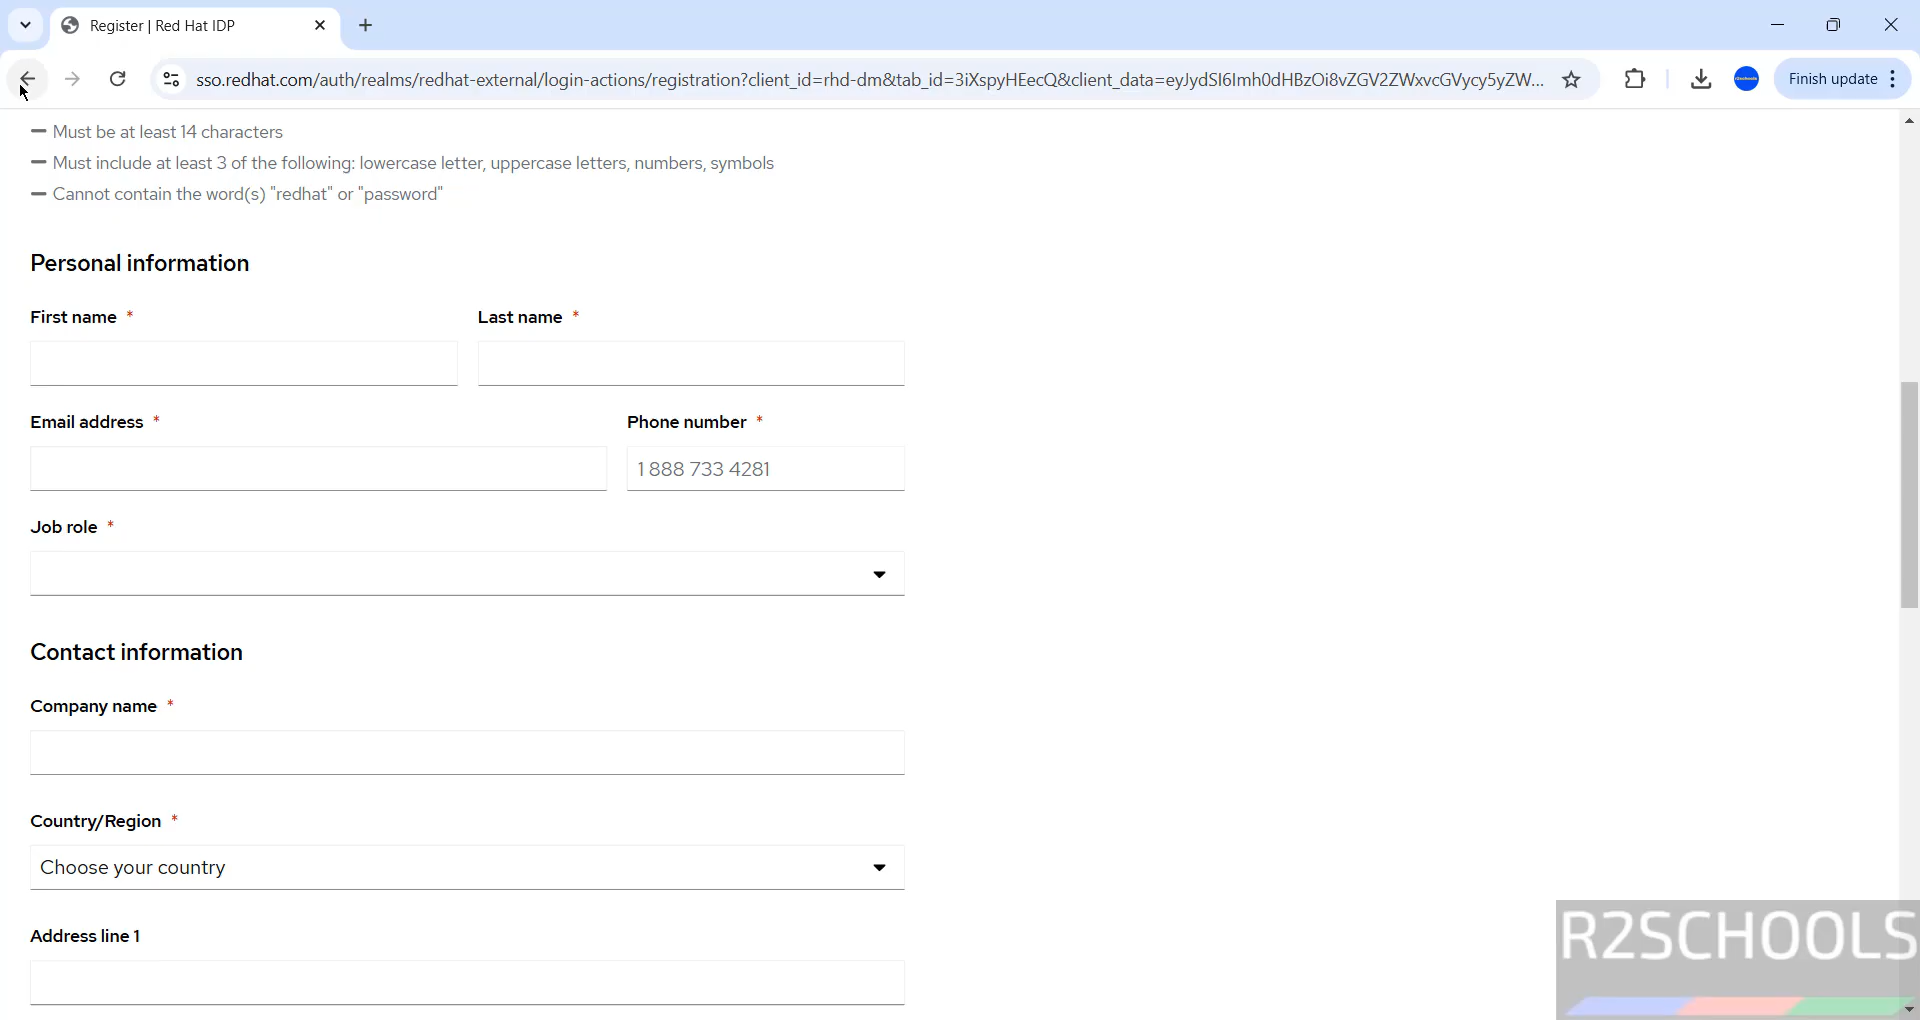 Register | Red Hat IDP
sso.redhat.com/auth/realms/redhat-external/login-actions/registration?client_id=rhd-dm&tab_id=3iXspyHEecQ&client_data=eyJydSI6Imh0dHBzOi8vZGV2ZWxvcGVycy5yZW...
Finish update
Must be at least 14 characters
Must include at least 3 of the following: lowercase letter, uppercase letters, numbers, symbols
Cannot contain the word(s) "redhat" or "password"
Personal information
First name *
Last name *
Email address *
Phone number *
1 888 733 4281
Job role *
Contact information
Company name *
Country/Region *
Choose your country
Address line 1
R2SCHOOLS